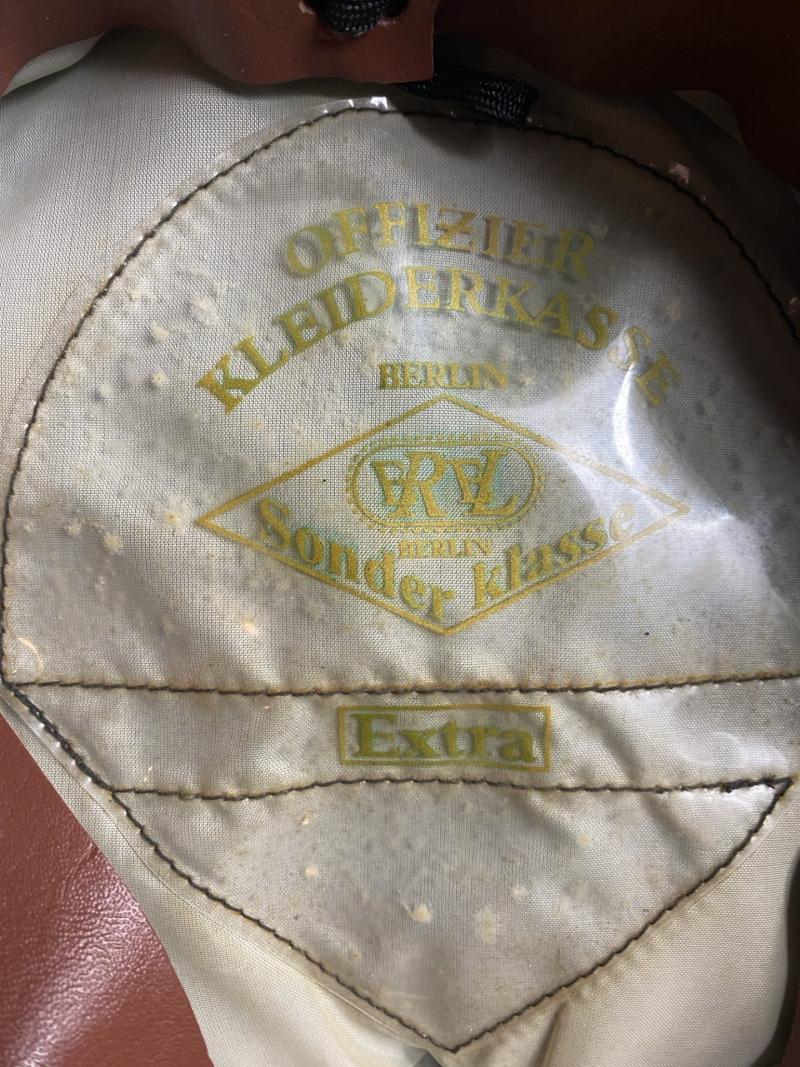 OFFIZIER
KLEIDERKASSE
BERLIN
EREL
BERLIN
Sonder klasse
Extra